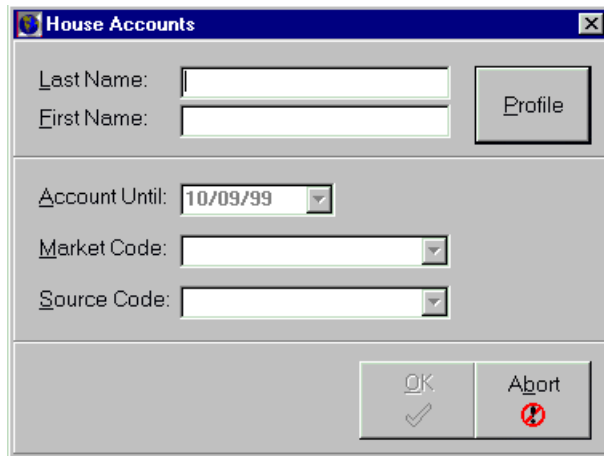 House Accounts
Last Name:
First Name:
Profile
Account Until: 10/09/99
Market Code:
Source Code:
OK
Abort